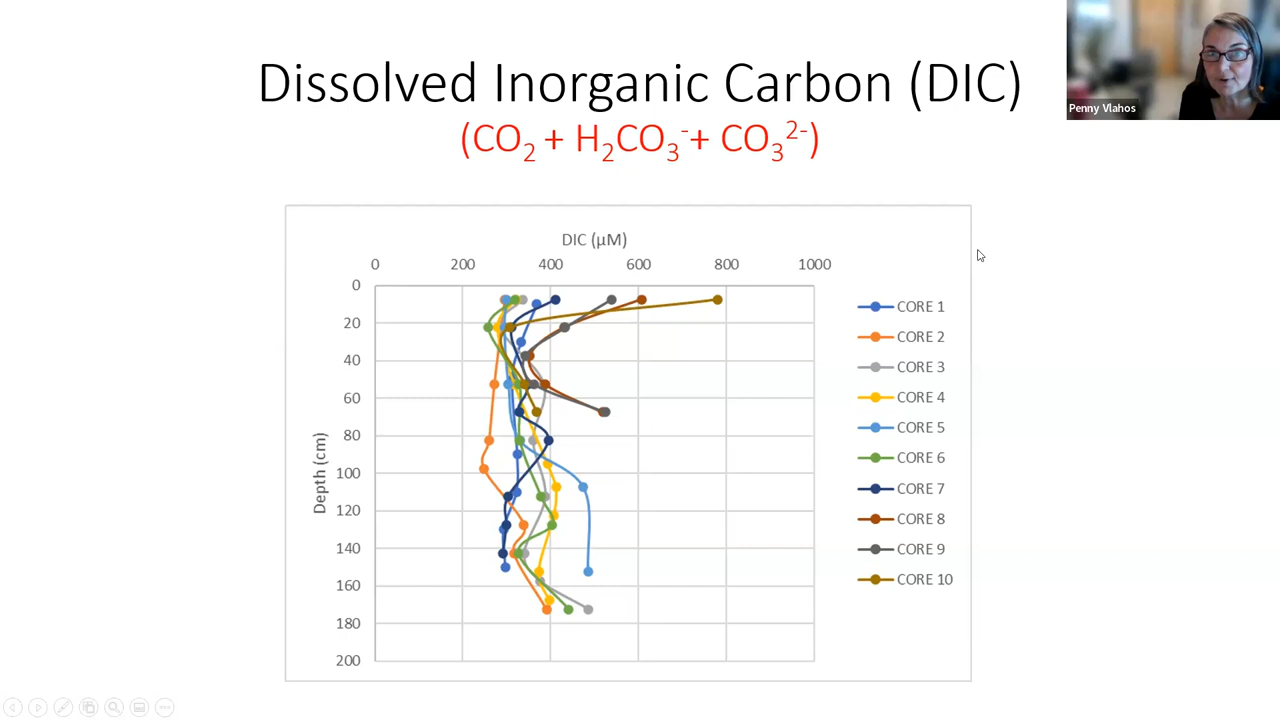 Dissolved Inorganic Carbon (DIC)
(CO₂ + H₂CO₃⁻+ CO₃²⁻)
Penny Vlahos
DIC (µM)
0 200 400 600 800 1000
0
20
40
60
80
100
120
140
160
180
200
Depth (cm)
CORE 1
CORE 2
CORE 3
CORE 4
CORE 5
CORE 6
CORE 7
CORE 8
CORE 9
CORE 10